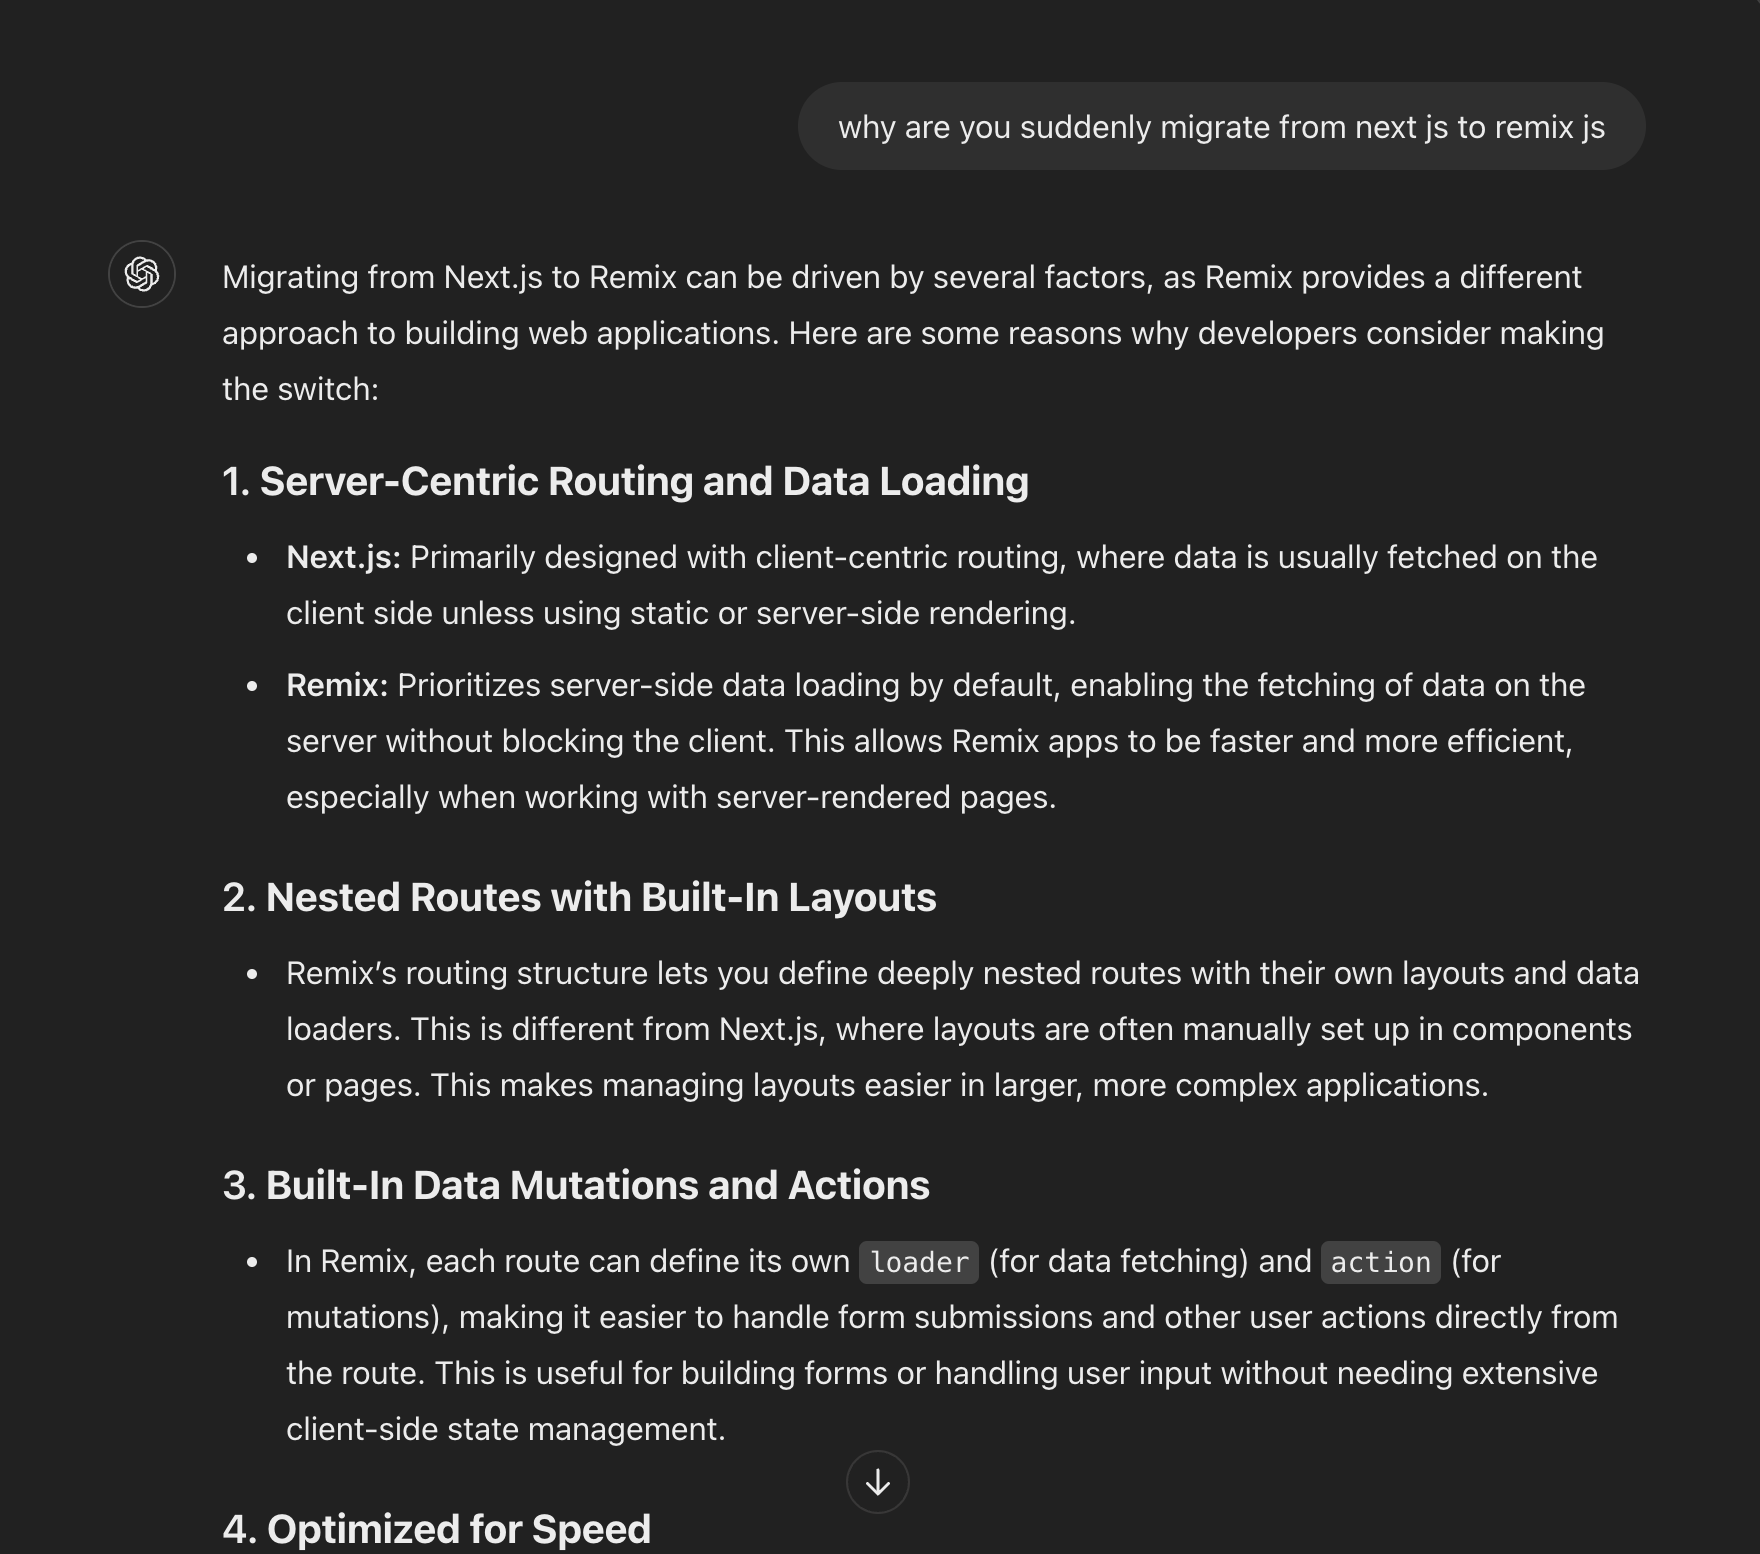 why are you suddenly migrate from next js to remix js
Migrating from Next.js to Remix can be driven by several factors, as Remix provides a different
approach to building web applications. Here are some reasons why developers consider making
the switch:
1. Server-Centric Routing and Data Loading
• Next.js: Primarily designed with client-centric routing, where data is usually fetched on the
client side unless using static or server-side rendering.
• Remix: Prioritizes server-side data loading by default, enabling the fetching of data on the
server without blocking the client. This allows Remix apps to be faster and more efficient,
especially when working with server-rendered pages.
2. Nested Routes with Built-In Layouts
• Remix’s routing structure lets you define deeply nested routes with their own layouts and data
loaders. This is different from Next.js, where layouts are often manually set up in components
or pages. This makes managing layouts easier in larger, more complex applications.
3. Built-In Data Mutations and Actions
• In Remix, each route can define its own loader (for data fetching) and action (for
mutations), making it easier to handle form submissions and other user actions directly from
the route. This is useful for building forms or handling user input without needing extensive
client-side state management.
4. Optimized for Speed